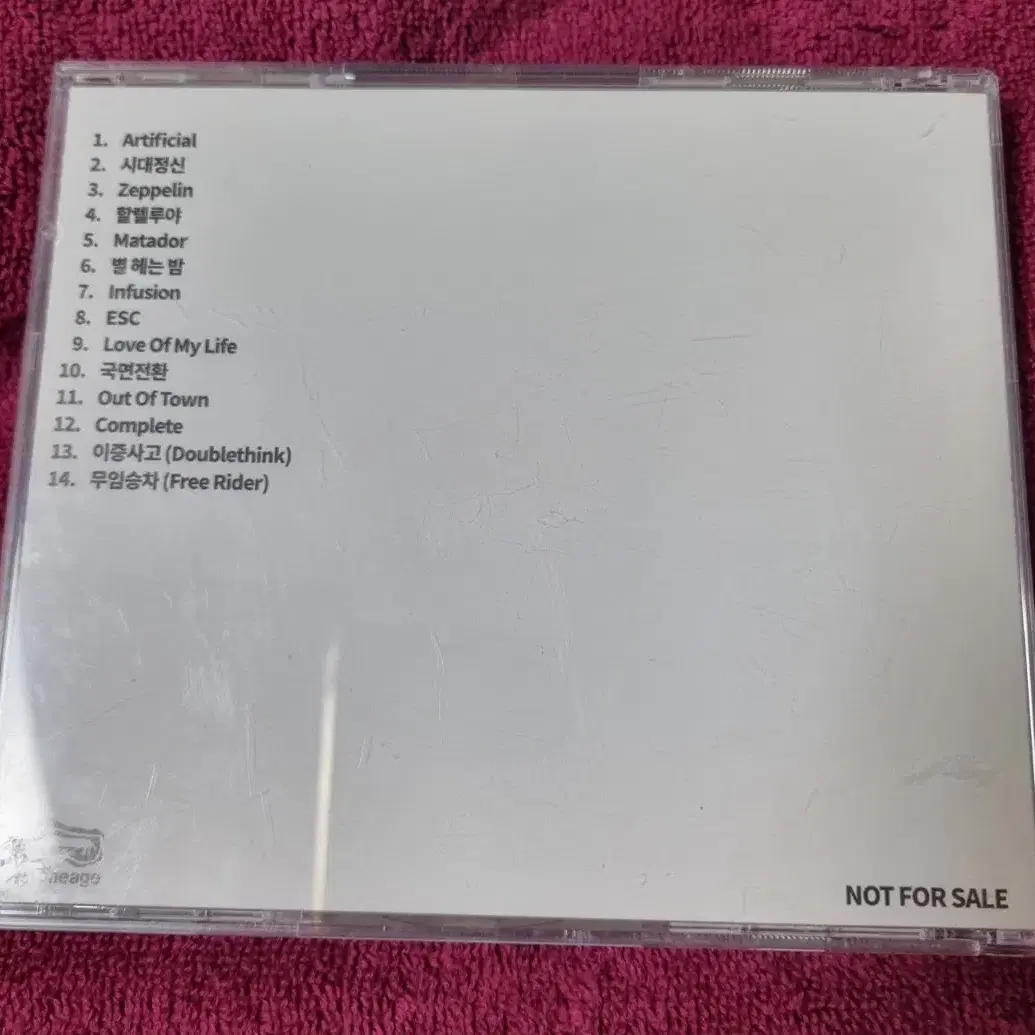 1. Artificial
2. 시대정신
3. Zeppelin
4. 할렐루야
5. Matador
6. 별 헤는 밤
7. Infusion
8. ESC
9. Love Of My Life
10. 국면전환
11. Out Of Town
12. Complete
13. 이중사고 (Doublethink)
14. 무임승차 (Free Rider)
NOT FOR SALE